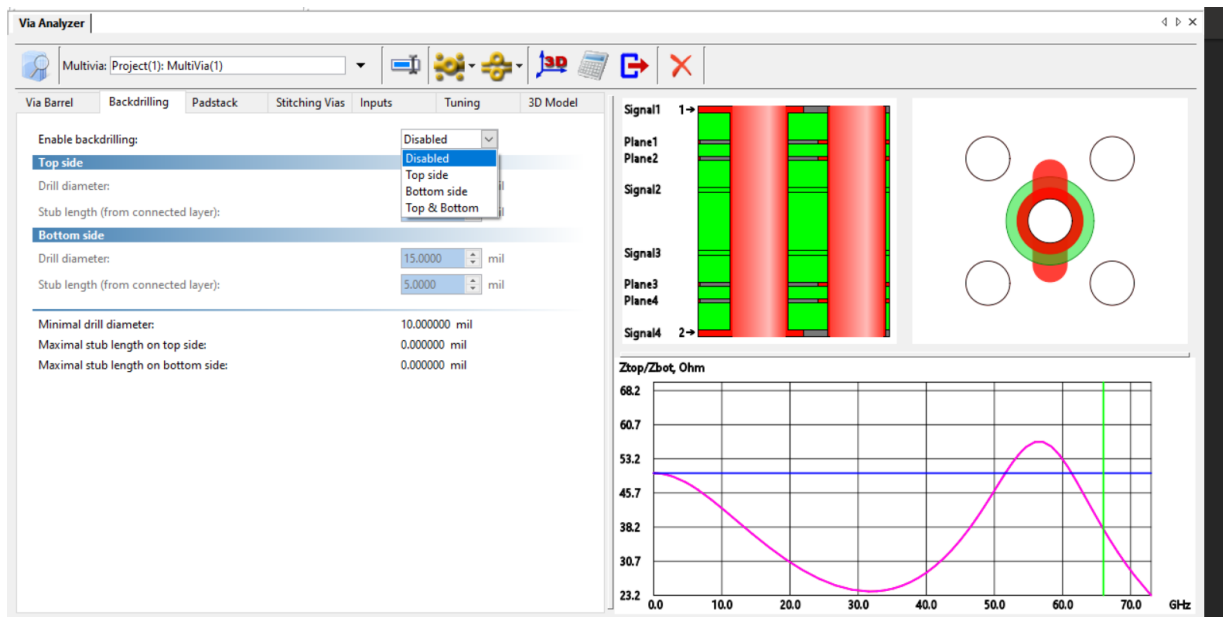 Via Analyzer
Multivia: Project(1): MultiVia(1)
3D
Via Barrel Backdrilling Padstack Stitching Vias Inputs Tuning 3D Model
Enable backdrilling: Disabled
Disabled
Top side
Bottom side
Top & Bottom
Top side
Drill diameter:
Stub length (from connected layer):
Bottom side
Drill diameter: 15.0000 mil
Stub length (from connected layer): 5.0000 mil
Minimal drill diameter: 10.000000 mil
Maximal stub length on top side: 0.000000 mil
Maximal stub length on bottom side: 0.000000 mil
Signal1 1
Plane1
Plane2
Signal2
Signal3
Plane3
Plane4
Signal4 2
Ztop/Zbot, Ohm
68.2
60.7
53.2
45.7
38.2
30.7
23.2
0.0 10.0 20.0 30.0 40.0 50.0 60.0 70.0 GHz